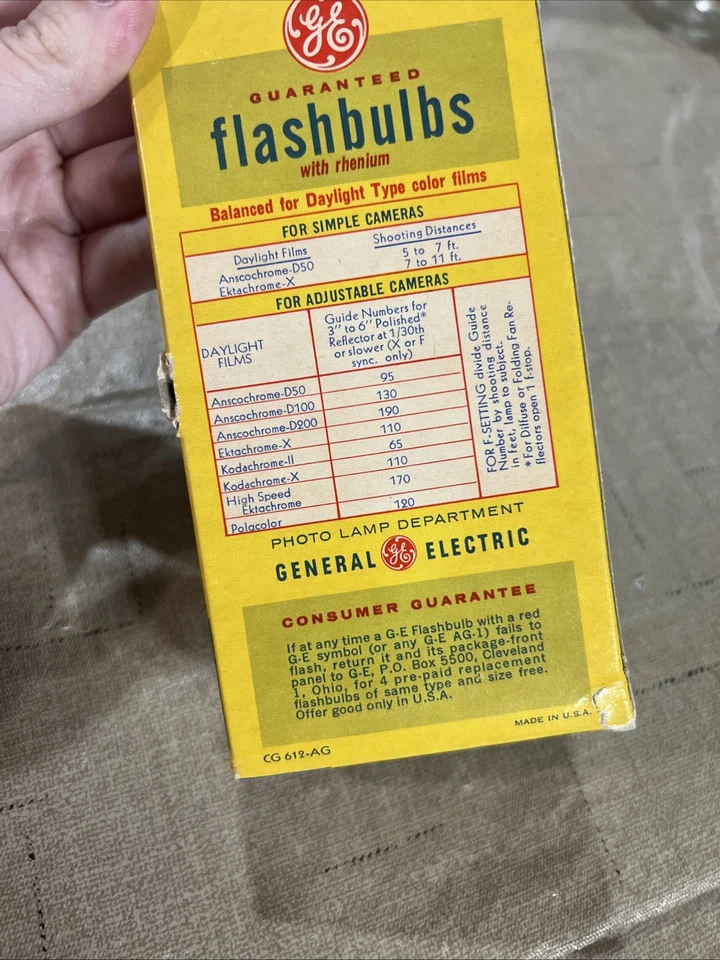 GE
GUARANTEED
flashbulbs
with rhenium
Balanced for Daylight Type color films
FOR SIMPLE CAMERAS
Daylight Films Shooting Distances
Anscochrome-D50 5 to 7 ft.
Ektachrome-X 7 to 11 ft.
FOR ADJUSTABLE CAMERAS
DAYLIGHT
FILMS
Guide Numbers for
3" to 6" Polished*
Reflector at 1/30th
or slower (X or F
sync. only)
Anscochrome-D50 95
Anscochrome-D100 130
Anscochrome-D200 190
Ektachrome-X 110
Kodachrome-II 65
Kodachrome-X 110
High Speed
Ektachrome 170
Polacolor 120
FOR F-SETTING divide Guide
Number by shooting distance
in feet, lamp to subject.
*For Diffuse or Folding Fan Re-
flectors open 1 f-stop.
PHOTO LAMP DEPARTMENT
GENERAL GE ELECTRIC
CONSUMER GUARANTEE
If at any time a G-E Flashbulb with a red
G-E symbol (or any G-E AG-1) fails to
flash, return it and its package-front
panel to G-E, P.O. Box 5500, Cleveland
1, Ohio, for 4 pre-paid replacement
flashbulbs of same type and size free.
Offer good only in U.S.A.
MADE IN U.S.A.
CG 612-AG